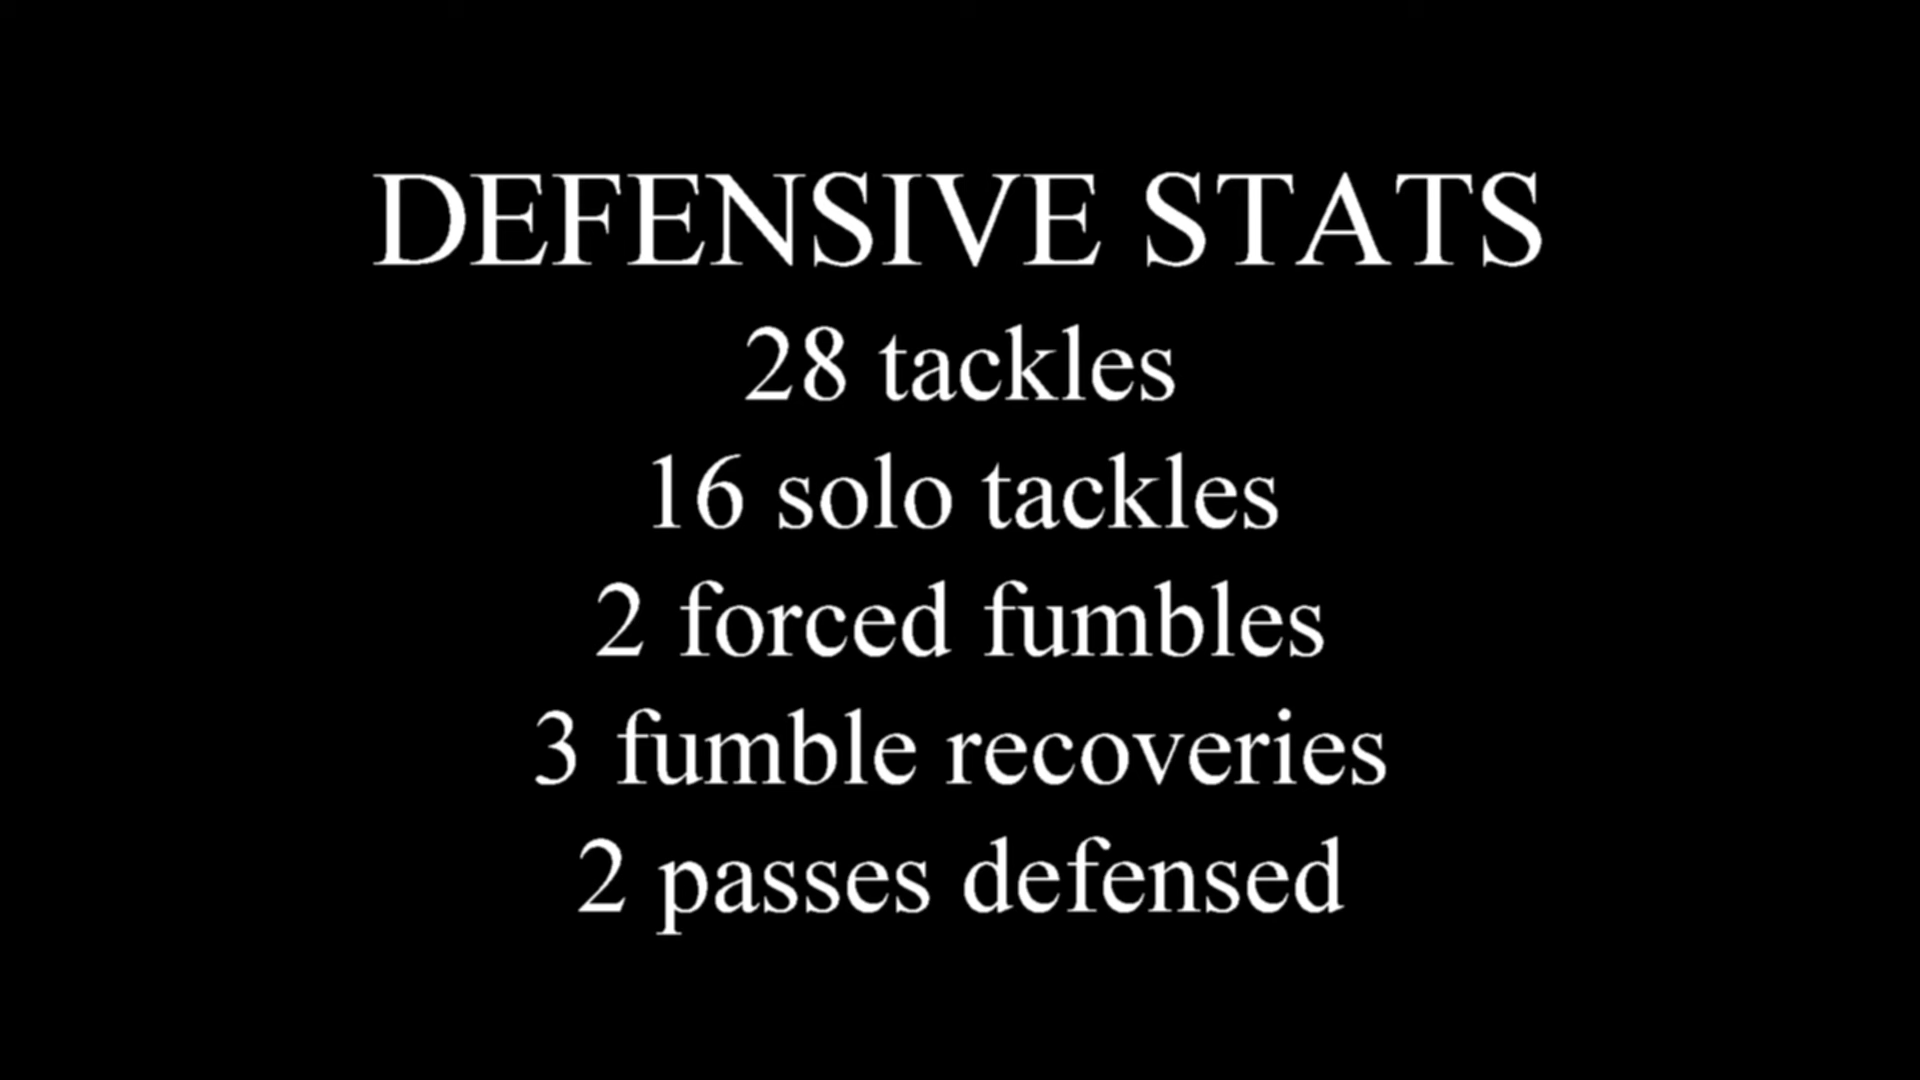 DEFENSIVE STATS
28 tackles
16 solo tackles
2 forced fumbles
3 fumble recoveries
2 passes defensed